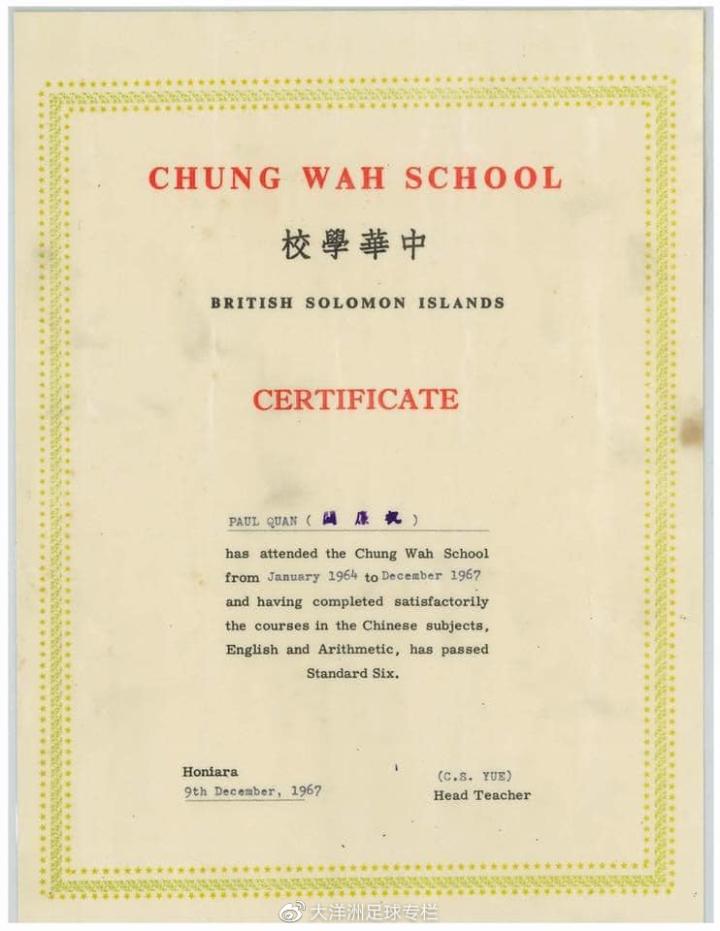 CHUNG WAH SCHOOL
中華學校
BRITISH SOLOMON ISLANDS
CERTIFICATE
PAUL QUAN ( )
has attended the Chung Wah School
from January 1964 to December 1967
and having completed satisfactorily
the courses in the Chinese subjects,
English and Arithmetic, has passed
Standard Six.
Honiara
9th December, 1967
(C.S. YUE)
Head Teacher
大洋洲足球专栏